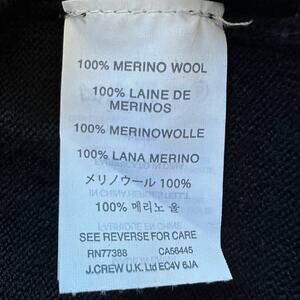 100% MERINO WOOL
100% LAINE DE
MERINOS
100% MERINOWOLLE
100% LANA MERINO
メリノウール 100%
100% 메리노 울
SEE REVERSE FOR CARE
RN77388 CA56445
J.CREW U.K. Ltd EC4V 6JA